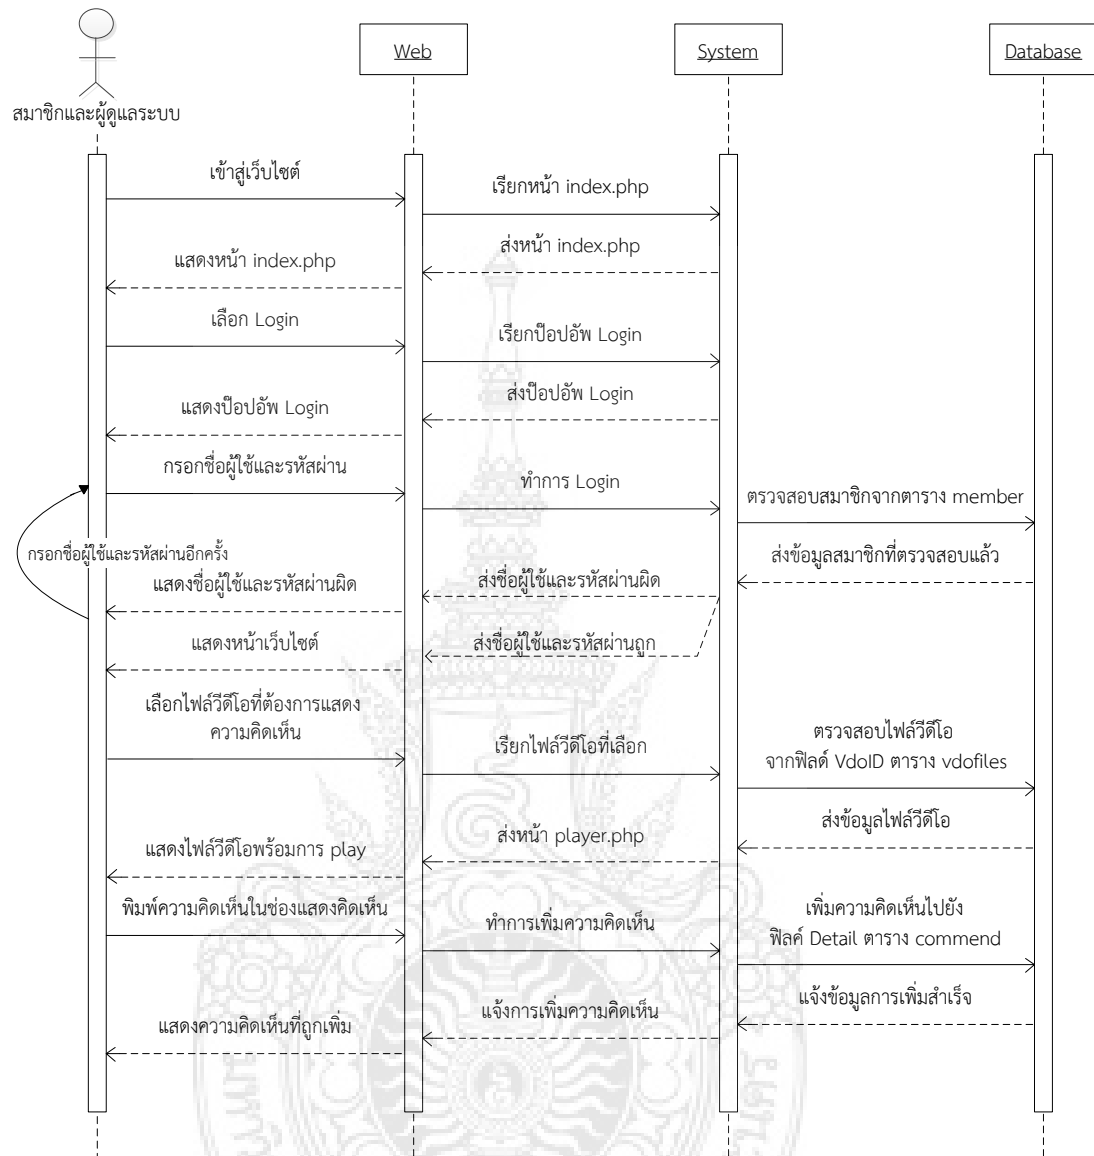 Web
System
Database
สมาชิกและผู้ดูแลระบบ
เข้าสู่เว็บไซต์
เรียกหน้า index.php
ส่งหน้า index.php
แสดงหน้า index.php
เลือก Login
เรียกป๊อปอัพ Login
ส่งป๊อปอัพ Login
แสดงป๊อปอัพ Login
กรอกชื่อผู้ใช้และรหัสผ่าน
ทำการ Login
ตรวจสอบสมาชิกจากตาราง member
กรอกชื่อผู้ใช้และรหัสผ่านอีกครั้ง
ส่งข้อมูลสมาชิกที่ตรวจสอบแล้ว
ส่งชื่อผู้ใช้และรหัสผ่านผิด
แสดงชื่อผู้ใช้และรหัสผ่านผิด
ส่งชื่อผู้ใช้และรหัสผ่านถูก
แสดงหน้าเว็บไซต์
เลือกไฟล์วีดีโอที่ต้องการแสดง
ความคิดเห็น
เรียกไฟล์วีดีโอที่เลือก
ตรวจสอบไฟล์วีดีโอ
จากฟิลด์ VdoID ตาราง vdofiles
ส่งข้อมูลไฟล์วีดีโอ
ส่งหน้า player.php
แสดงไฟล์วีดีโอพร้อมการ play
พิมพ์ความคิดเห็นในช่องแสดงคิดเห็น
ทำการเพิ่มความคิดเห็น
เพิ่มความคิดเห็นไปยัง
ฟิลค์ Detail ตาราง commend
แจ้งข้อมูลการเพิ่มสำเร็จ
แจ้งการเพิ่มความคิดเห็น
แสดงความคิดเห็นที่ถูกเพิ่ม